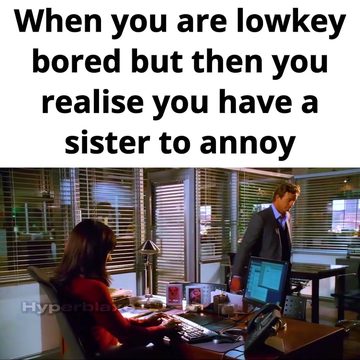 When you are lowkey
bored but then you
realise you have a
sister to annoy